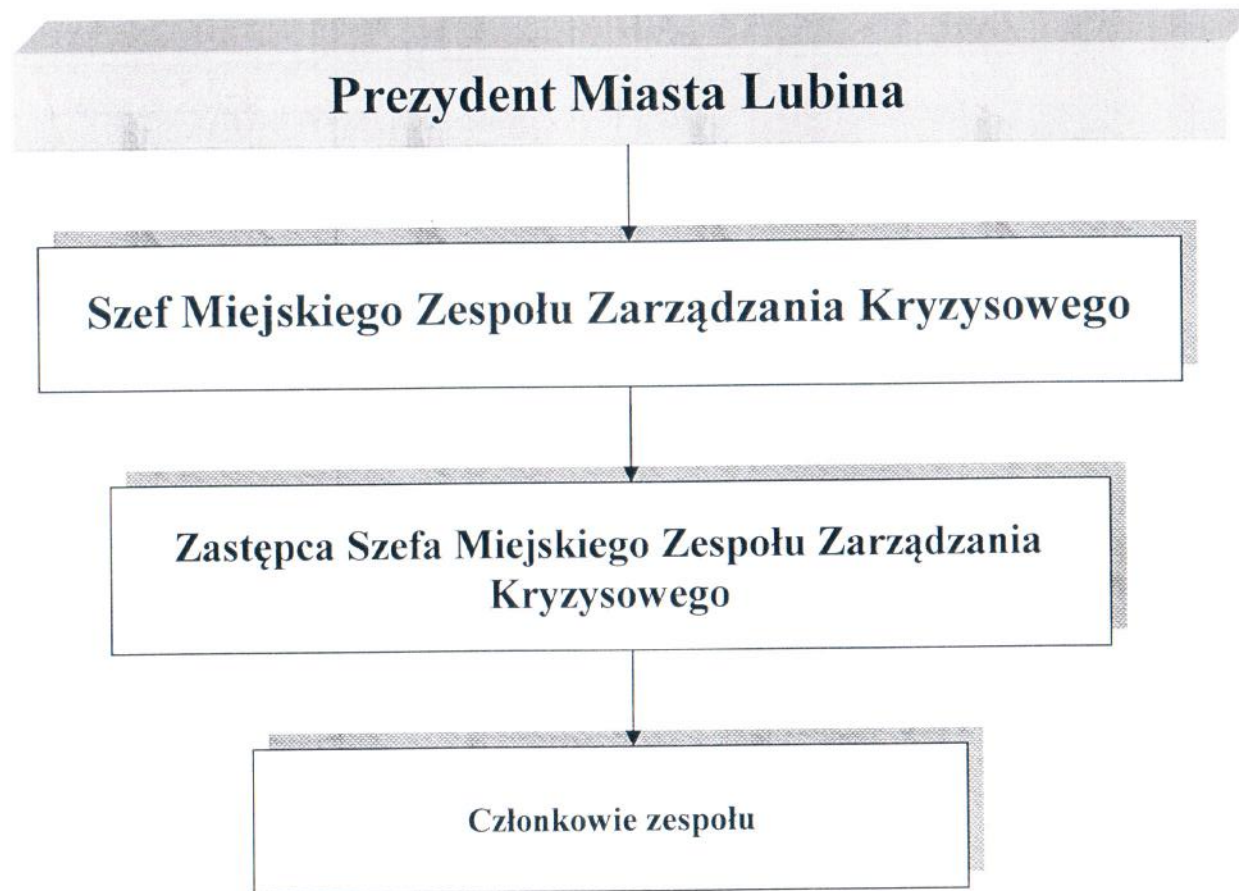 Prezydent Miasta Lubina
Szef Miejskiego Zespołu Zarządzania Kryzysowego
Zastępca Szefa Miejskiego Zespołu Zarządzania
Kryzysowego
Członkowie zespołu